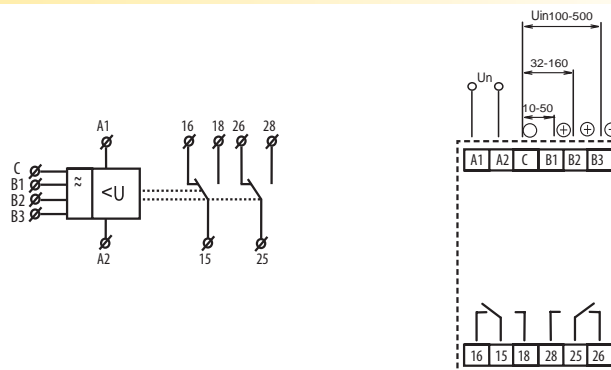 A1 16 18 26 28
C
B1
B2
B3
~
~
<U
A2 15 25
Uin100-500
32-160
Un
10-50
A1 A2 C B1 B2 B3
16 15 18 28 25 26